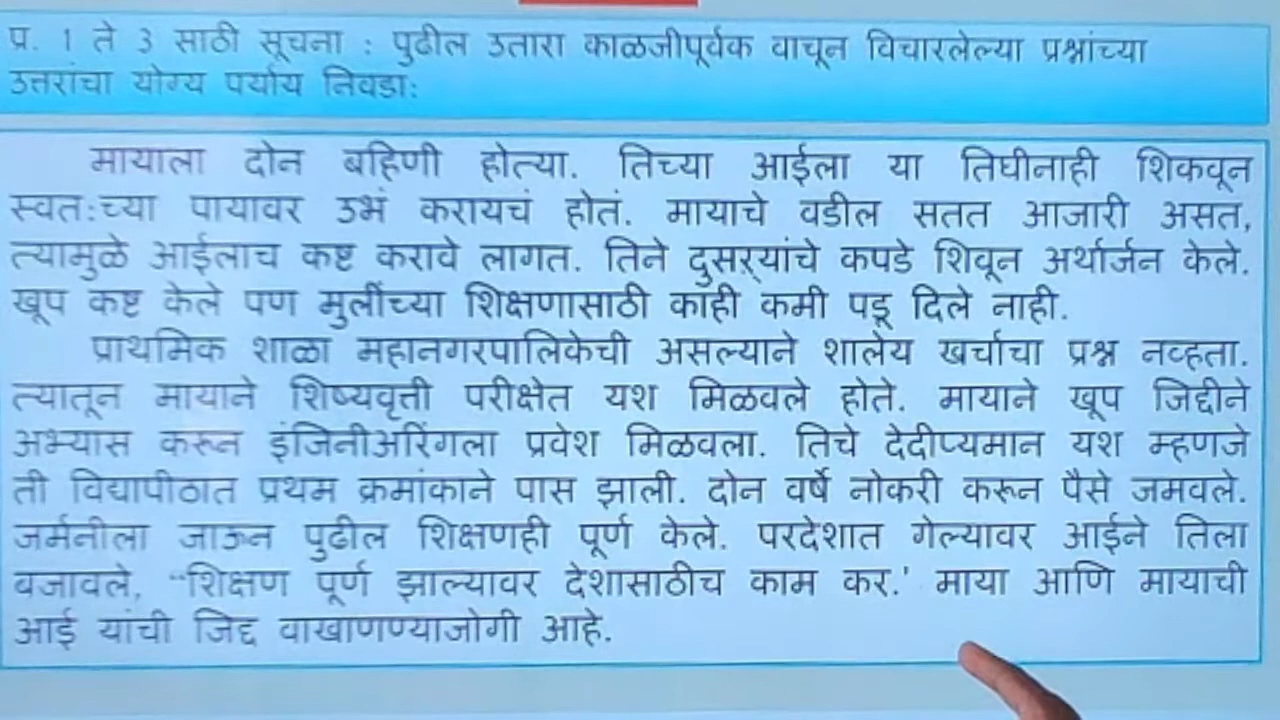 प्र. 1 ते 3 साठी सूचना : पुढील उतारा काळजीपूर्वक वाचून विचारलेल्या प्रश्नांच्या
उत्तरांचा योग्य पर्याय निवडा:
मायाला दोन बहिणी होत्या. तिच्या आईला या तिघीनाही शिकवून
स्वत:च्या पायावर उभं करायचं होतं. मायाचे वडील सतत आजारी असत,
त्यामुळे आईलाच कष्ट करावे लागत. तिने दुसऱ्यांचे कपडे शिवून अर्थार्जन केले.
खूप कष्ट केले पण मुलींच्या शिक्षणासाठी काही कमी पडू दिले नाही.
प्राथमिक शाळा महानगरपालिकेची असल्याने शालेय खर्चाचा प्रश्न नव्हता.
त्यातून मायाने शिष्यवृत्ती परीक्षेत यश मिळवले होते. मायाने खूप जिद्दीने
अभ्यास करून इंजिनीअरिंगला प्रवेश मिळवला. तिचे देदीप्यमान यश म्हणजे
ती विद्यापीठात प्रथम क्रमांकाने पास झाली. दोन वर्षे नोकरी करून पैसे जमवले.
जर्मनीला जाऊन पुढील शिक्षणही पूर्ण केले. परदेशात गेल्यावर आईने तिला
बजावले, “शिक्षण पूर्ण झाल्यावर देशासाठीच काम कर.' माया आणि मायाची
आई यांची जिद्द वाखाणण्याजोगी आहे.